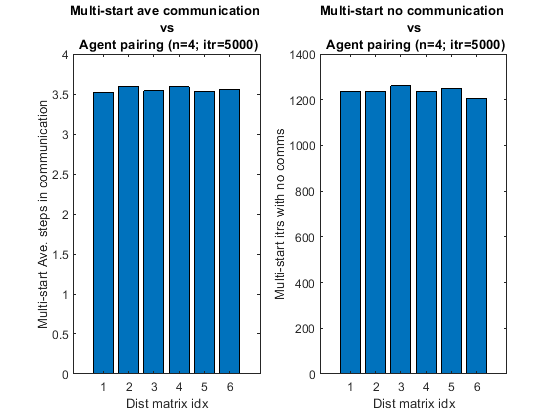 Multi-start ave communication
vs
Agent pairing (n=4; itr=5000)
4
3.5
3
2.5
2
1.5
1
0.5
0
Multi-start Ave. steps in communication
1 2 3 4 5 6
Dist matrix idx
Multi-start no communication
vs
Agent pairing (n=4; itr=5000)
1400
1200
1000
800
600
400
200
0
Multi-start itrs with no comms
1 2 3 4 5 6
Dist matrix idx